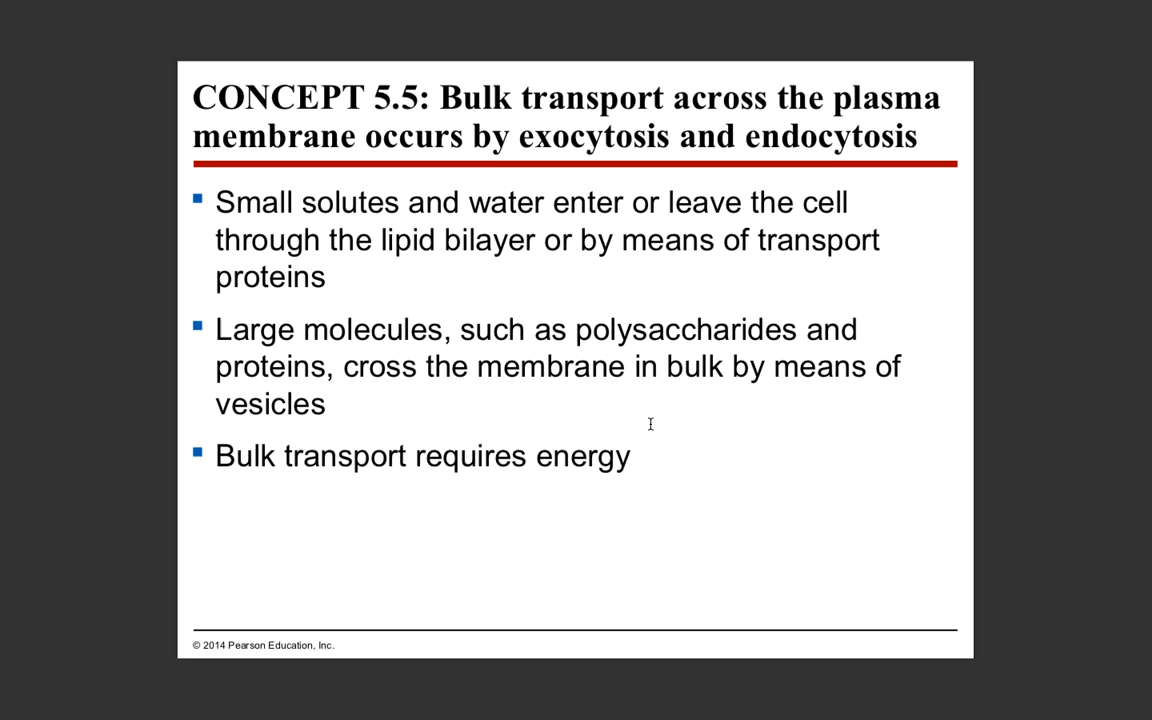 CONCEPT 5.5: Bulk transport across the plasma
membrane occurs by exocytosis and endocytosis
Small solutes and water enter or leave the cell
through the lipid bilayer or by means of transport
proteins
Large molecules, such as polysaccharides and
proteins, cross the membrane in bulk by means of
vesicles
Bulk transport requires energy
© 2014 Pearson Education, Inc.